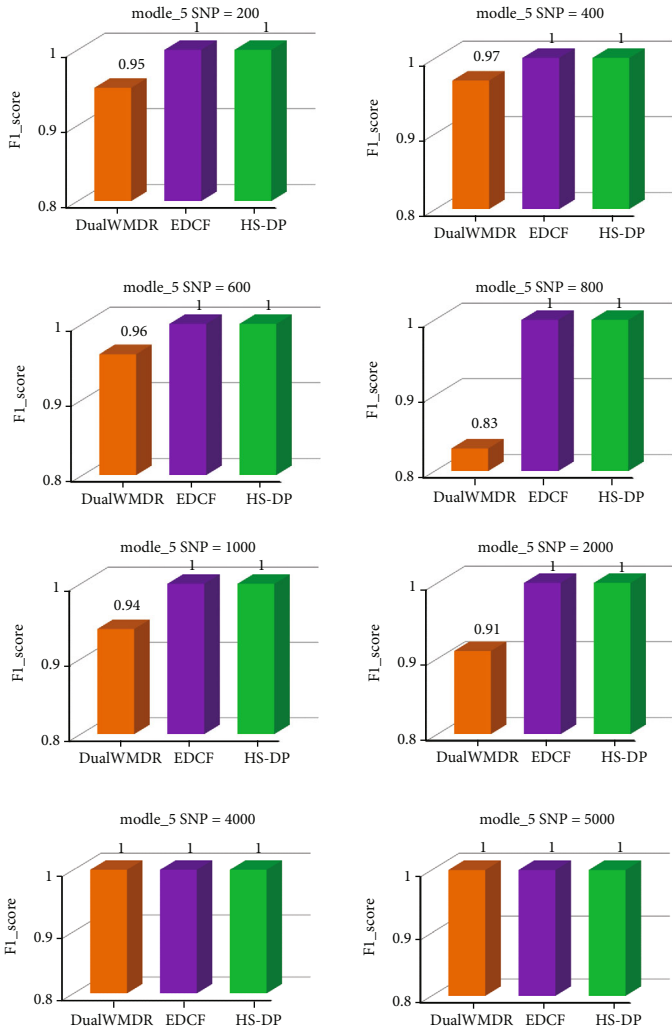 modle_5 SNP = 200
F1_score
1
0.9
0.8
0.95
1
1
DualWMDR
EDCF
HS-DP
modle_5 SNP = 400
F1_score
1
0.9
0.8
0.97
1
1
DualWMDR
EDCF
HS-DP
modle_5 SNP = 600
F1_score
1
0.9
0.8
0.96
1
1
DualWMDR
EDCF
HS-DP
modle_5 SNP = 800
F1_score
1
0.9
0.8
0.83
1
1
DualWMDR
EDCF
HS-DP
modle_5 SNP = 1000
F1_score
1
0.9
0.8
0.94
1
1
DualWMDR
EDCF
HS-DP
modle_5 SNP = 2000
F1_score
1
0.9
0.8
0.91
1
1
DualWMDR
EDCF
HS-DP
modle_5 SNP = 4000
F1_score
1
0.9
0.8
1
1
1
DualWMDR
EDCF
HS-DP
modle_5 SNP = 5000
F1_score
1
0.9
0.8
1
1
1
DualWMDR
EDCF
HS-DP